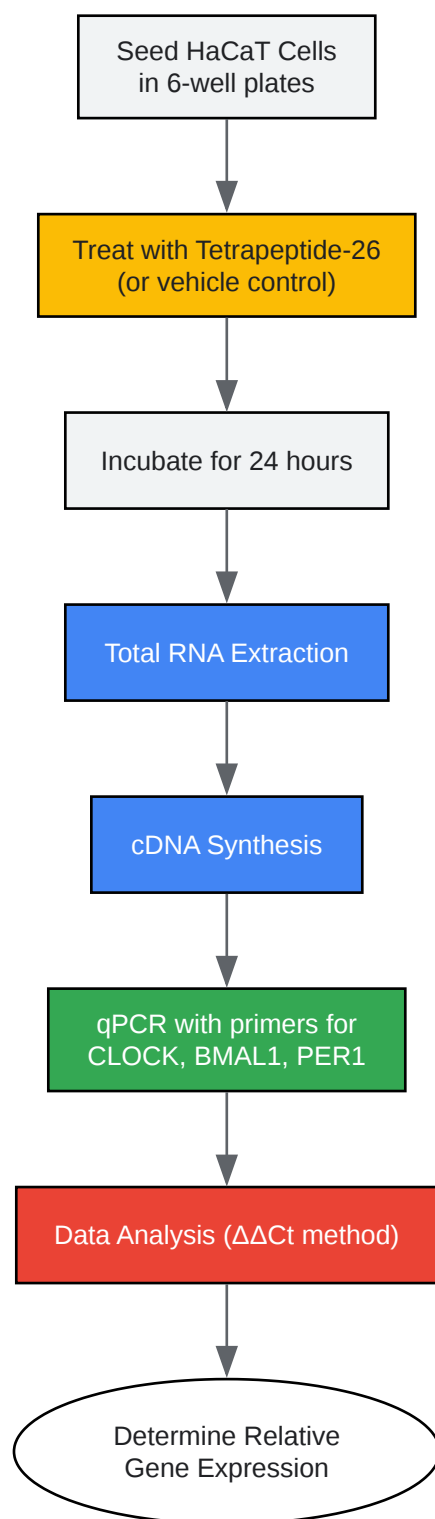 Seed HaCaT Cells
in 6-well plates
Treat with Tetrapeptide-26
(or vehicle control)
Incubate for 24 hours
Total RNA Extraction
cDNA Synthesis
qPCR with primers for
CLOCK, BMAL1, PER1
Data Analysis (ΔΔCt method)
Determine Relative
Gene Expression